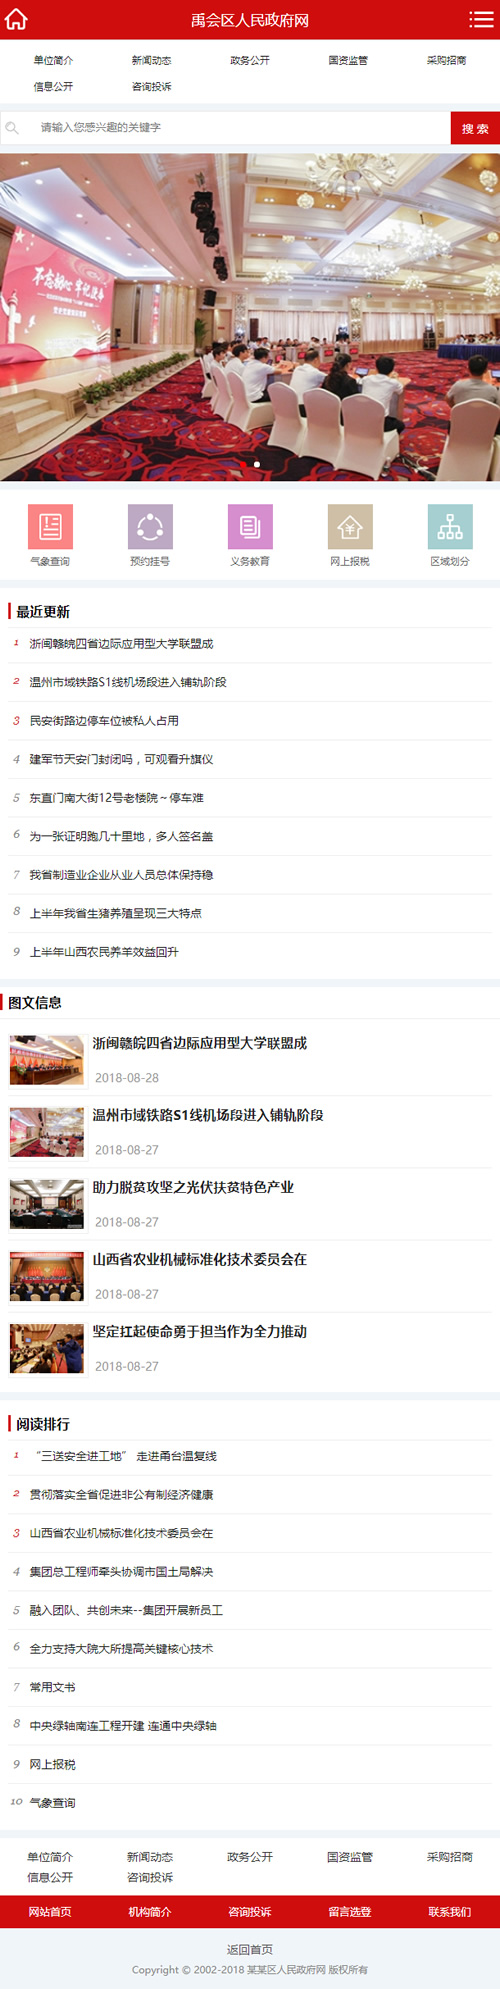 禹会区人民政府网
单位简介 新闻动态 政务公开 国资监管 采购招商
信息公开 咨询投诉
请输入您感兴趣的关键字 搜 索
不忘初心 牢记使命
气象查询 预约挂号 义务教育 网上报税 区域划分
最近更新
1 浙闽赣皖四省边际应用型大学联盟成
2 温州市域铁路S1线机场段进入铺轨阶段
3 民安街路边停车位被私人占用
4 建军节天安门封闭吗，可观看升旗仪
5 东直门南大街12号老楼院～停车难
6 为一张证明跑几十里地，多人签名盖
7 我省制造业企业从业人员总体保持稳
8 上半年我省生猪养殖呈现三大特点
9 上半年山西农民养羊效益回升
图文信息
浙闽赣皖四省边际应用型大学联盟成
2018-08-28
温州市域铁路S1线机场段进入铺轨阶段
2018-08-27
助力脱贫攻坚之光伏扶贫特色产业
2018-08-27
山西省农业机械标准化技术委员会在
2018-08-27
坚定扛起使命勇于担当作为全力推动
2018-08-27
阅读排行
1 “三送安全进工地” 走进甬台温复线
2 贯彻落实全省促进非公有制经济健康
3 山西省农业机械标准化技术委员会在
4 集团总工程师牵头协调市国土局解决
5 融入团队、共创未来--集团开展新员工
6 全力支持大院大所提高关键核心技术
7 常用文书
8 中央绿轴南连工程开建 连通中央绿轴
9 网上报税
10 气象查询
单位简介 新闻动态 政务公开 国资监管 采购招商
信息公开 咨询投诉
网站首页 机构简介 咨询投诉 留言选登 联系我们
返回首页
Copyright © 2002-2018 某某区人民政府网 版权所有